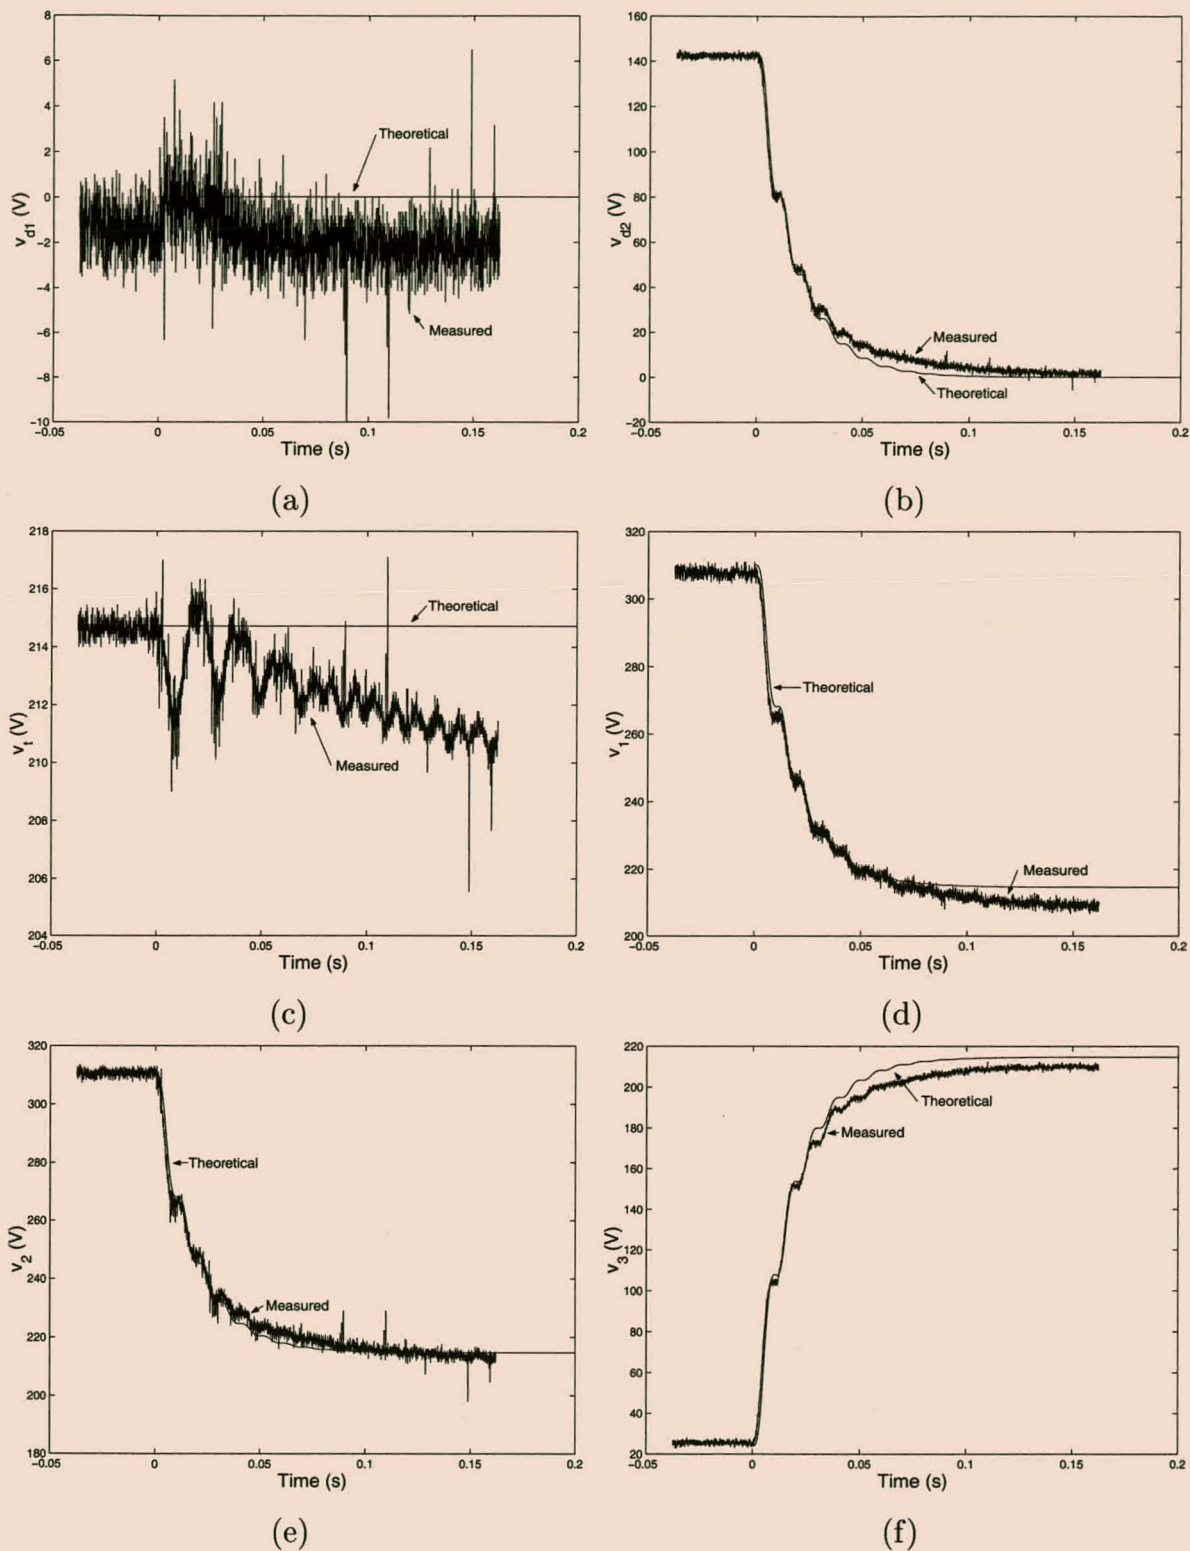 8
6
4
2
0
−2
−4
−6
−8
−10
v_d1 (V)
Theoretical
Measured
−0.05 0 0.05 0.1 0.15 0.2
Time (s)
(a)
160
140
120
100
80
60
40
20
0
−20
v_d2 (V)
Measured
Theoretical
−0.05 0 0.05 0.1 0.15 0.2
Time (s)
(b)
218
216
214
212
210
208
206
204
v_t (V)
Theoretical
Measured
−0.05 0 0.05 0.1 0.15 0.2
Time (s)
(c)
320
300
280
260
240
220
200
v_1 (V)
Theoretical
Measured
−0.05 0 0.05 0.1 0.15 0.2
Time (s)
(d)
320
300
280
260
240
220
200
180
v_2 (V)
Theoretical
Measured
−0.05 0 0.05 0.1 0.15 0.2
Time (s)
(e)
220
200
180
160
140
120
100
80
60
40
20
v_3 (V)
Theoretical
Measured
−0.05 0 0.05 0.1 0.15 0.2
Time (s)
(f)